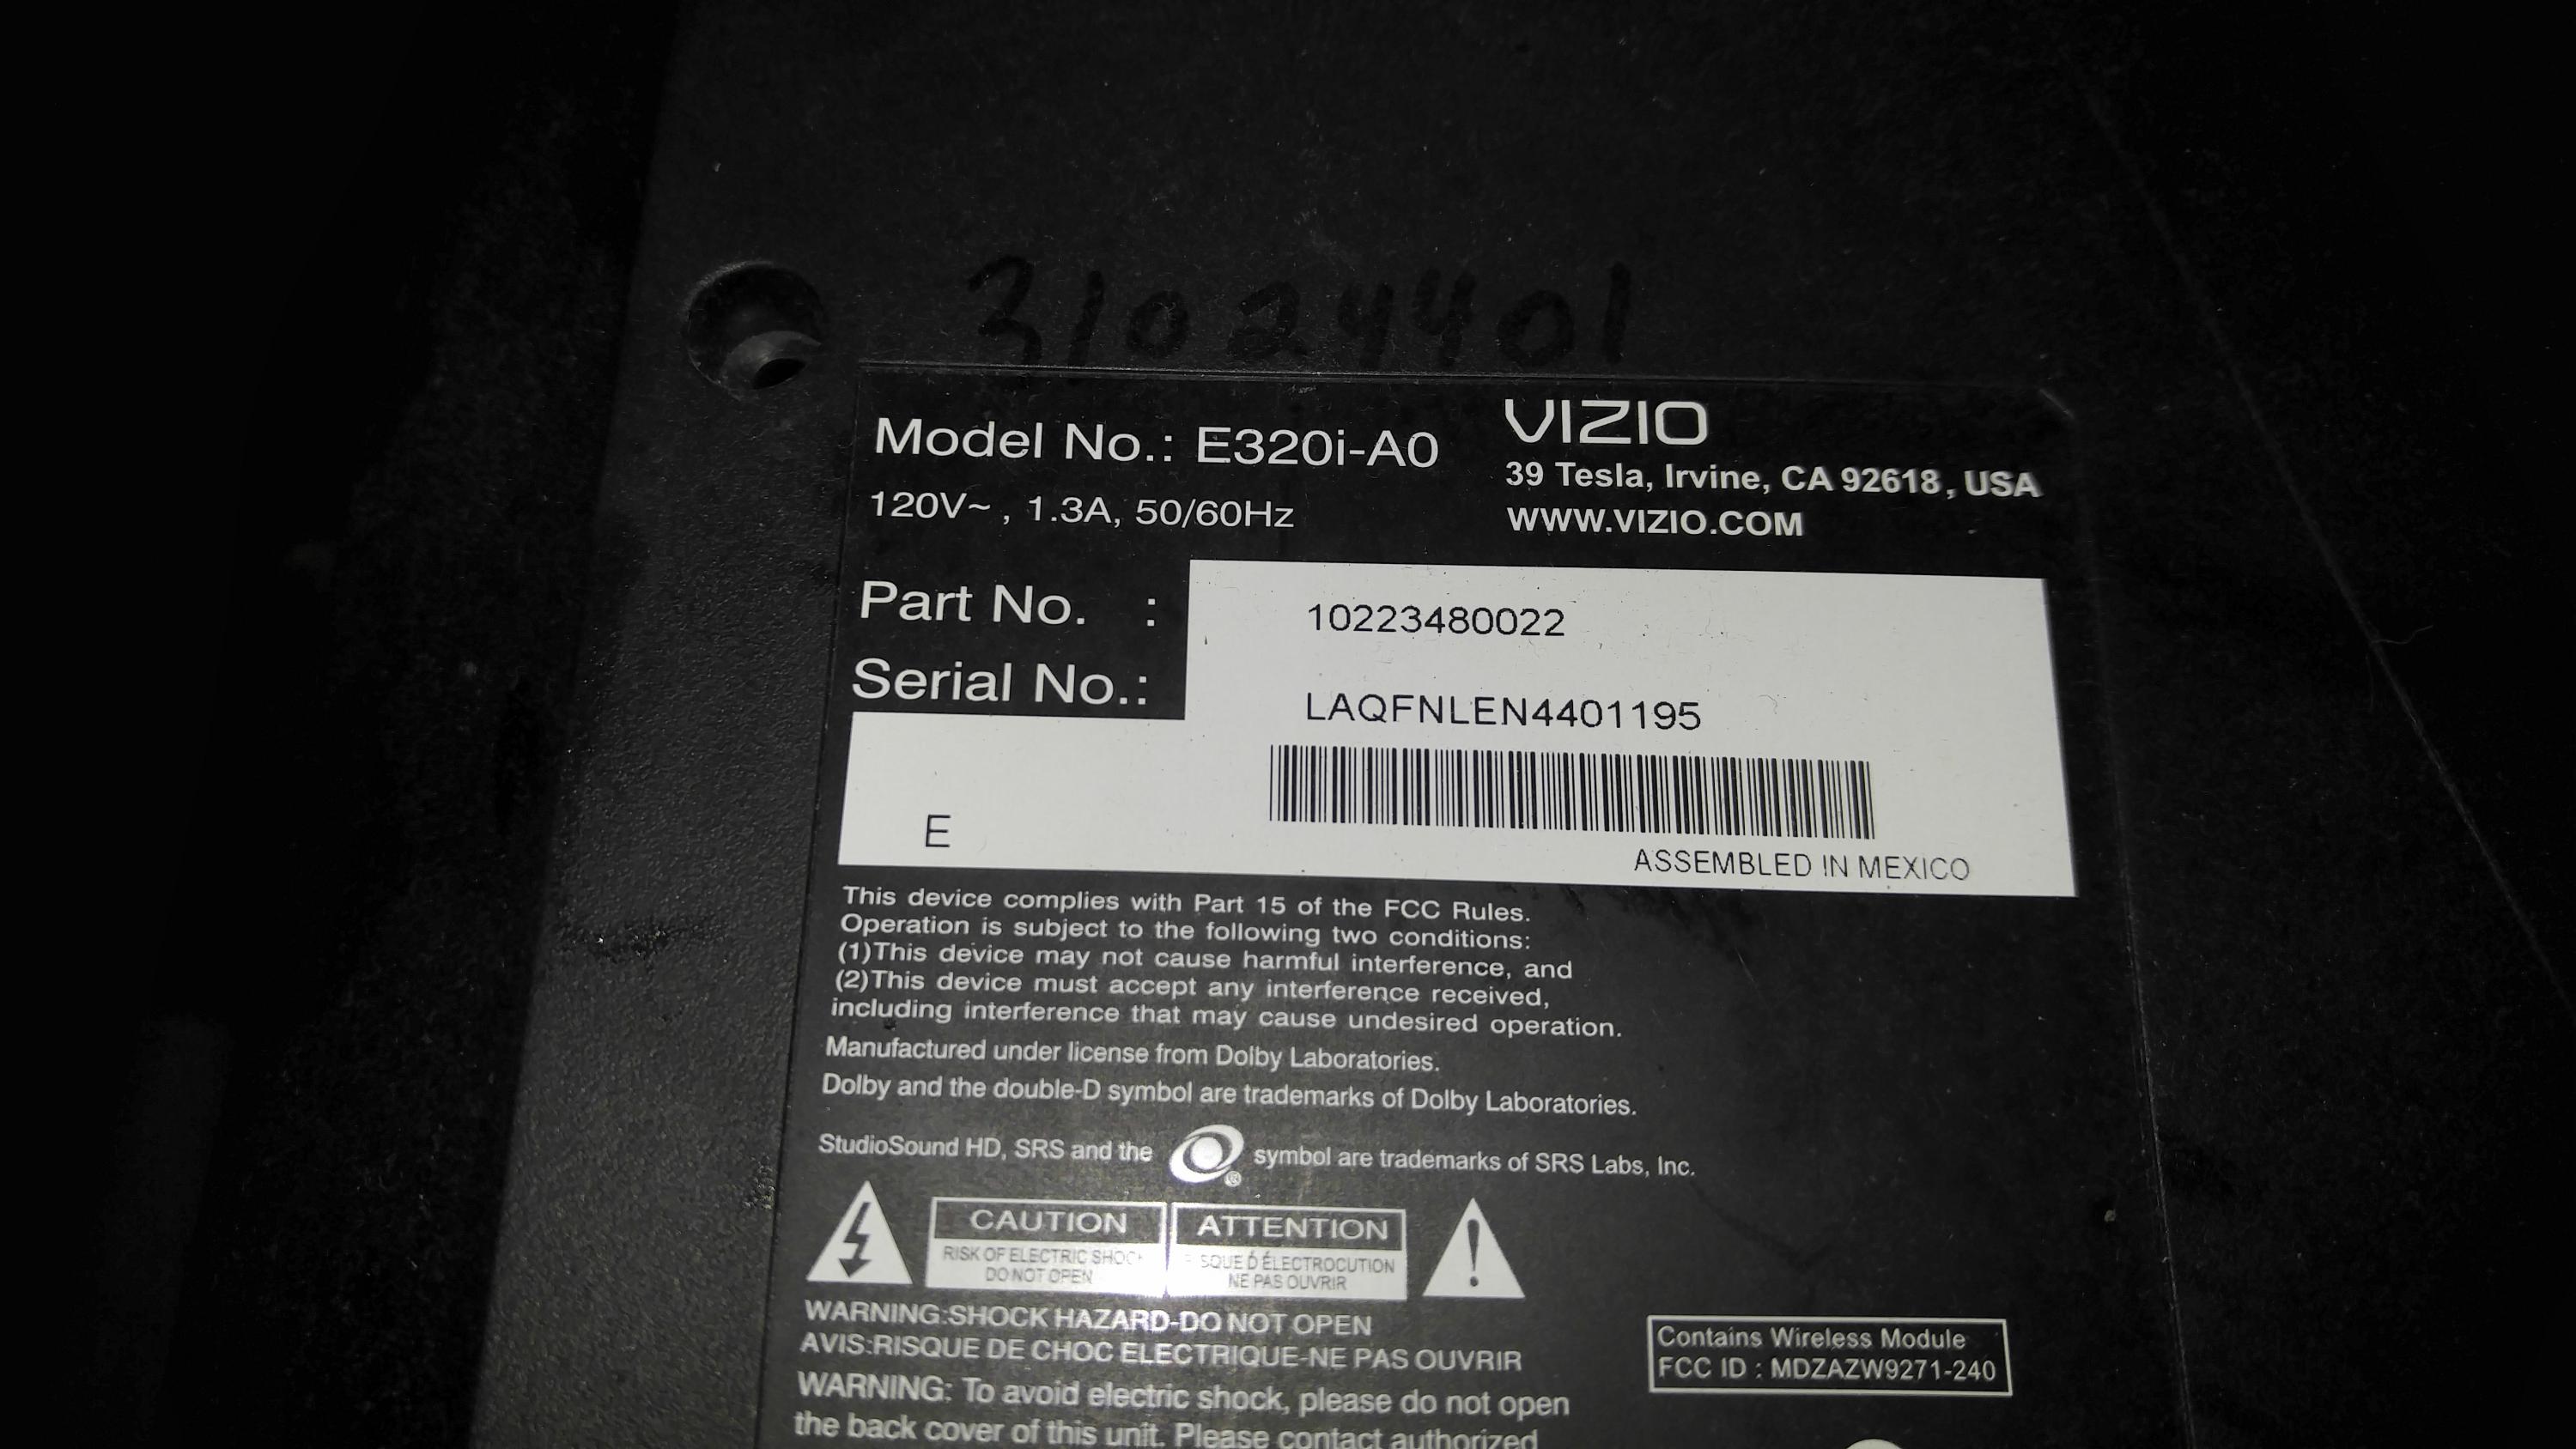 31024401
Model No.: E320i-A0
120V~ , 1.3A, 50/60Hz
VIZIO
39 Tesla, Irvine, CA 92618, USA
WWW.VIZIO.COM
Part No. : 10223480022
Serial No.: LAQFNLEN4401195
E
ASSEMBLED IN MEXICO
This device complies with Part 15 of the FCC Rules.
Operation is subject to the following two conditions:
(1)This device may not cause harmful interference, and
(2)This device must accept any interference received,
including interference that may cause undesired operation.
Manufactured under license from Dolby Laboratories.
Dolby and the double-D symbol are trademarks of Dolby Laboratories.
StudioSound HD, SRS and the ® symbol are trademarks of SRS Labs, Inc.
CAUTION
RISK OF ELECTRIC
DO NOT OPEN
ATTENTION
ÉLECTROCUTION
NE PAS OUVRIR
WARNING:SHOCK HAZARD-DO NOT OPEN
AVIS:RISQUE DE CHOC ELECTRIQUE-NE PAS OUVRIR
WARNING: To avoid electric shock, please do not open
the back cover of this unit. Please contact authorized
Contains Wireless Module
FCC ID : MDZAZW9271-240